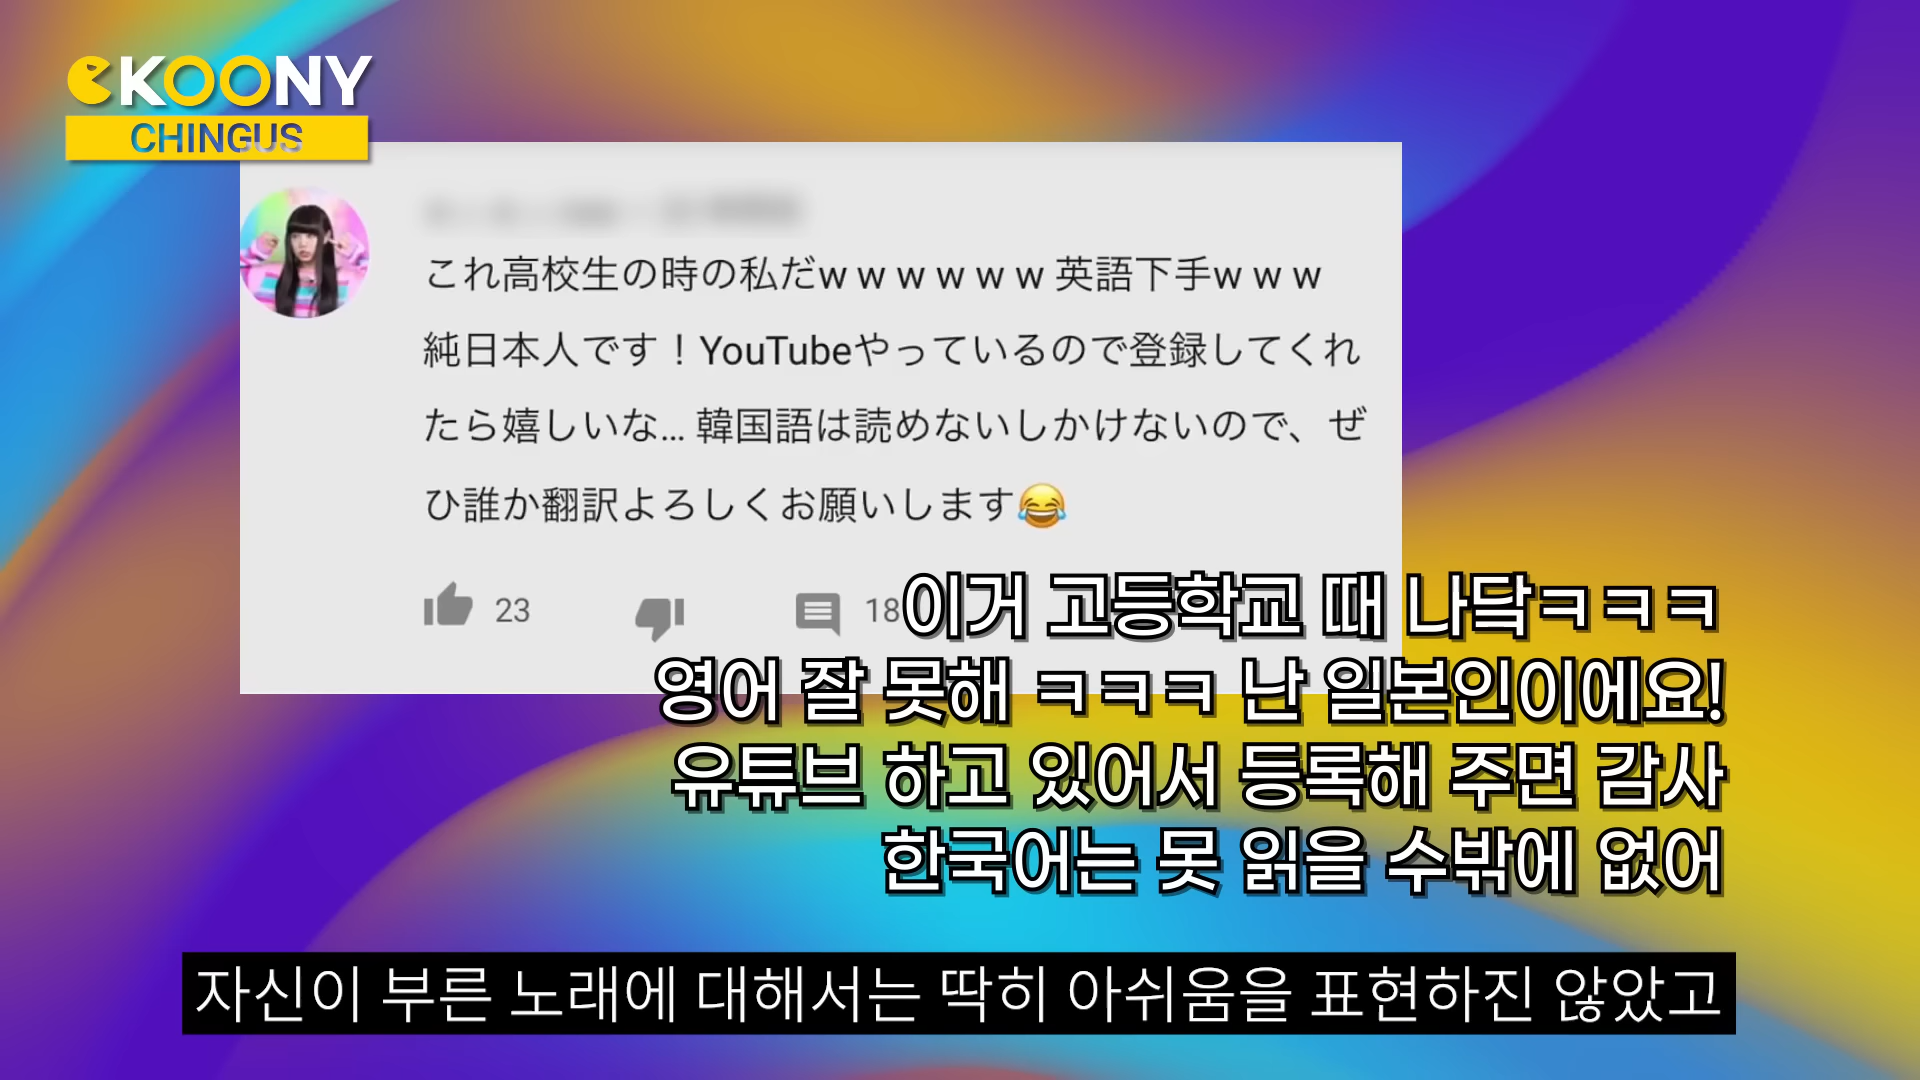 KOONY
CHINGUS
これ高校生の時の私だw w w w w w 英語下手w w w
純日本人です！YouTubeやっているので登録してくれ
たら嬉しいな... 韓国語は読めないしかけないので、ぜ
ひ誰か翻訳よろしくお願いします😂
23
18
이거 고등학교 때 나닼ㅋㅋㅋ
영어 잘 못해 ㅋㅋㅋ 난 일본인이에요!
유튜브 하고 있어서 등록해 주면 감사
한국어는 못 읽을 수밖에 없어
자신이 부른 노래에 대해서는 딱히 아쉬움을 표현하진 않았고